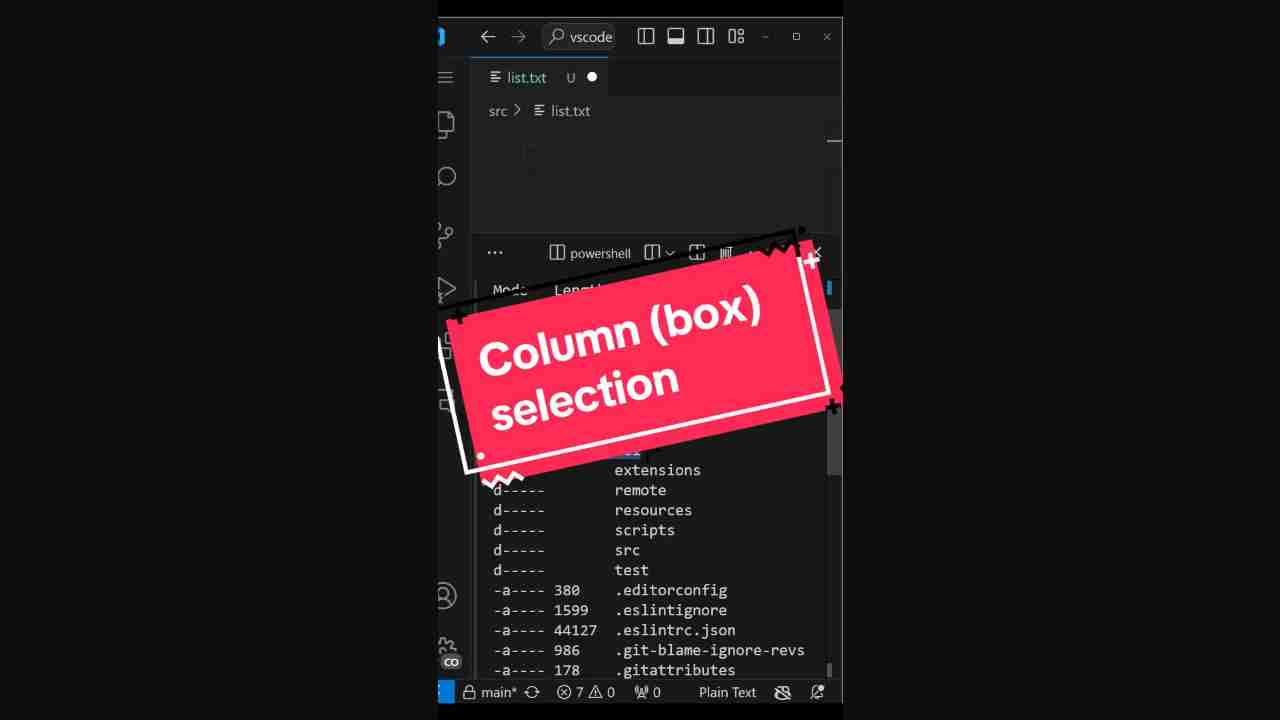 vscode
list.txt U
src > list.txt
powershell
Mode Length
Column (box)
selection
extensions
d----- remote
d----- resources
d----- scripts
d----- src
d----- test
-a---- 380 .editorconfig
-a---- 1599 .eslintignore
-a---- 44127 .eslintrc.json
-a---- 986 .git-blame-ignore-revs
-a---- 178 .gitattributes
CO
main* 7 0 0 Plain Text